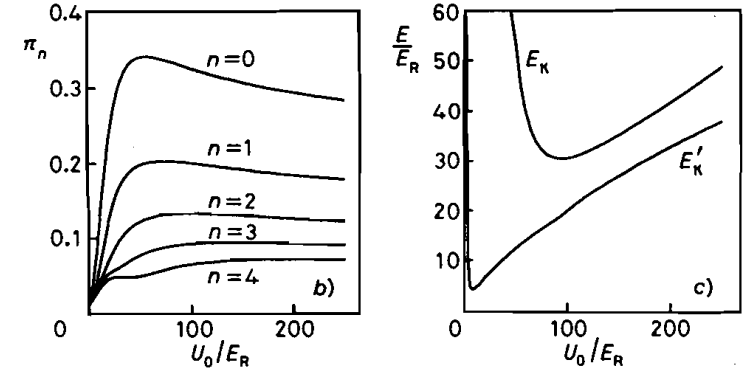 0.4
π_n
0.3
0.2
0.1
0
n=0
n=1
n=2
n=3
n=4
b)
100
200
U_0/E_R
60
E/E_R
50
40
30
20
10
0
E_K
E'_K
c)
100
200
U_0/E_R